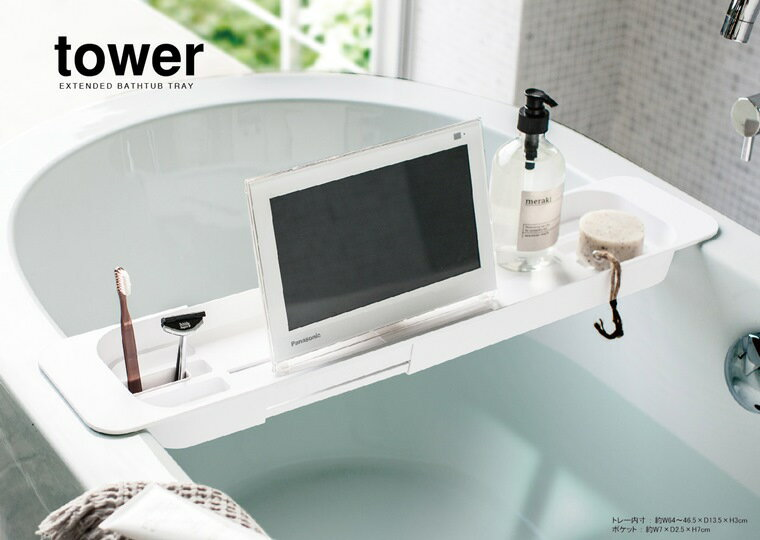 tower
EXTENDED BATHTUB TRAY
meraki
Panasonic
トレー内寸 : 約W64～46.5×D13.5×H3cm
ポケット : 約W7×D2.5×H7cm